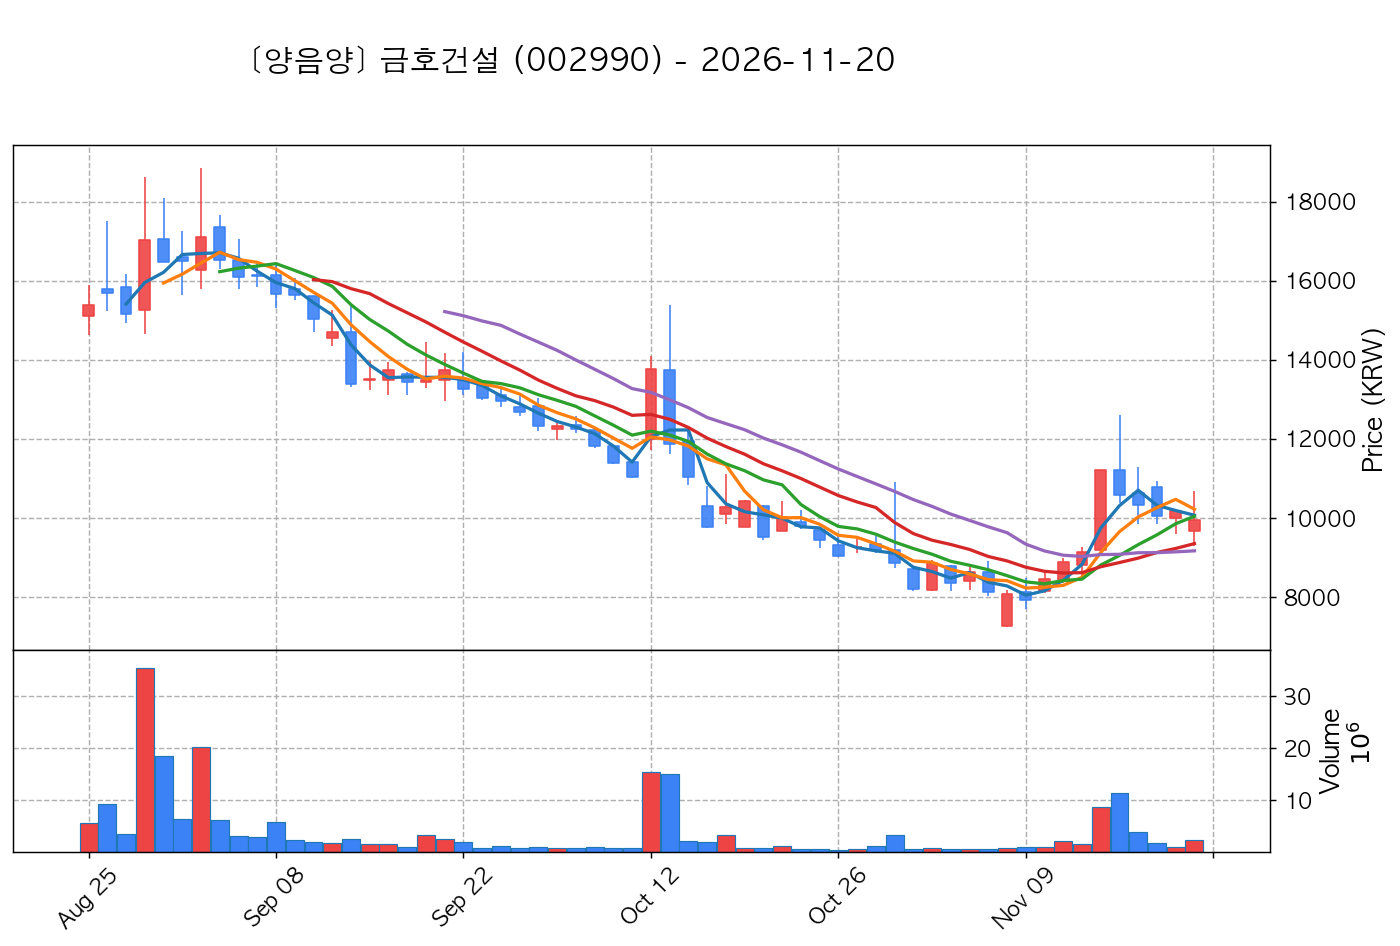 〔양음양〕 금호건설 (002990) - 2026-11-20
18000
16000
14000
12000
10000
8000
Price (KRW)
30
20
10
Volume
10⁶
Aug 25
Sep 08
Sep 22
Oct 12
Oct 26
Nov 09